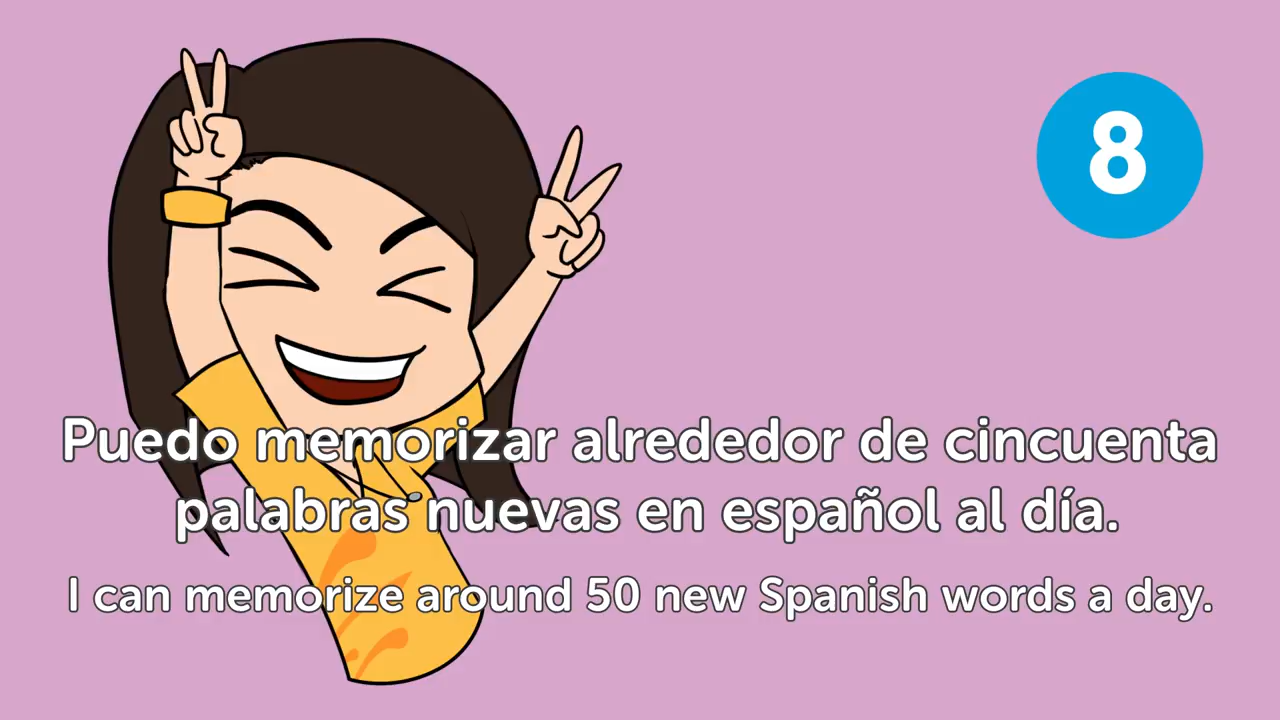 8
Puedo memorizar alrededor de cincuenta
palabras nuevas en español al día.
I can memorize around 50 new Spanish words a day.